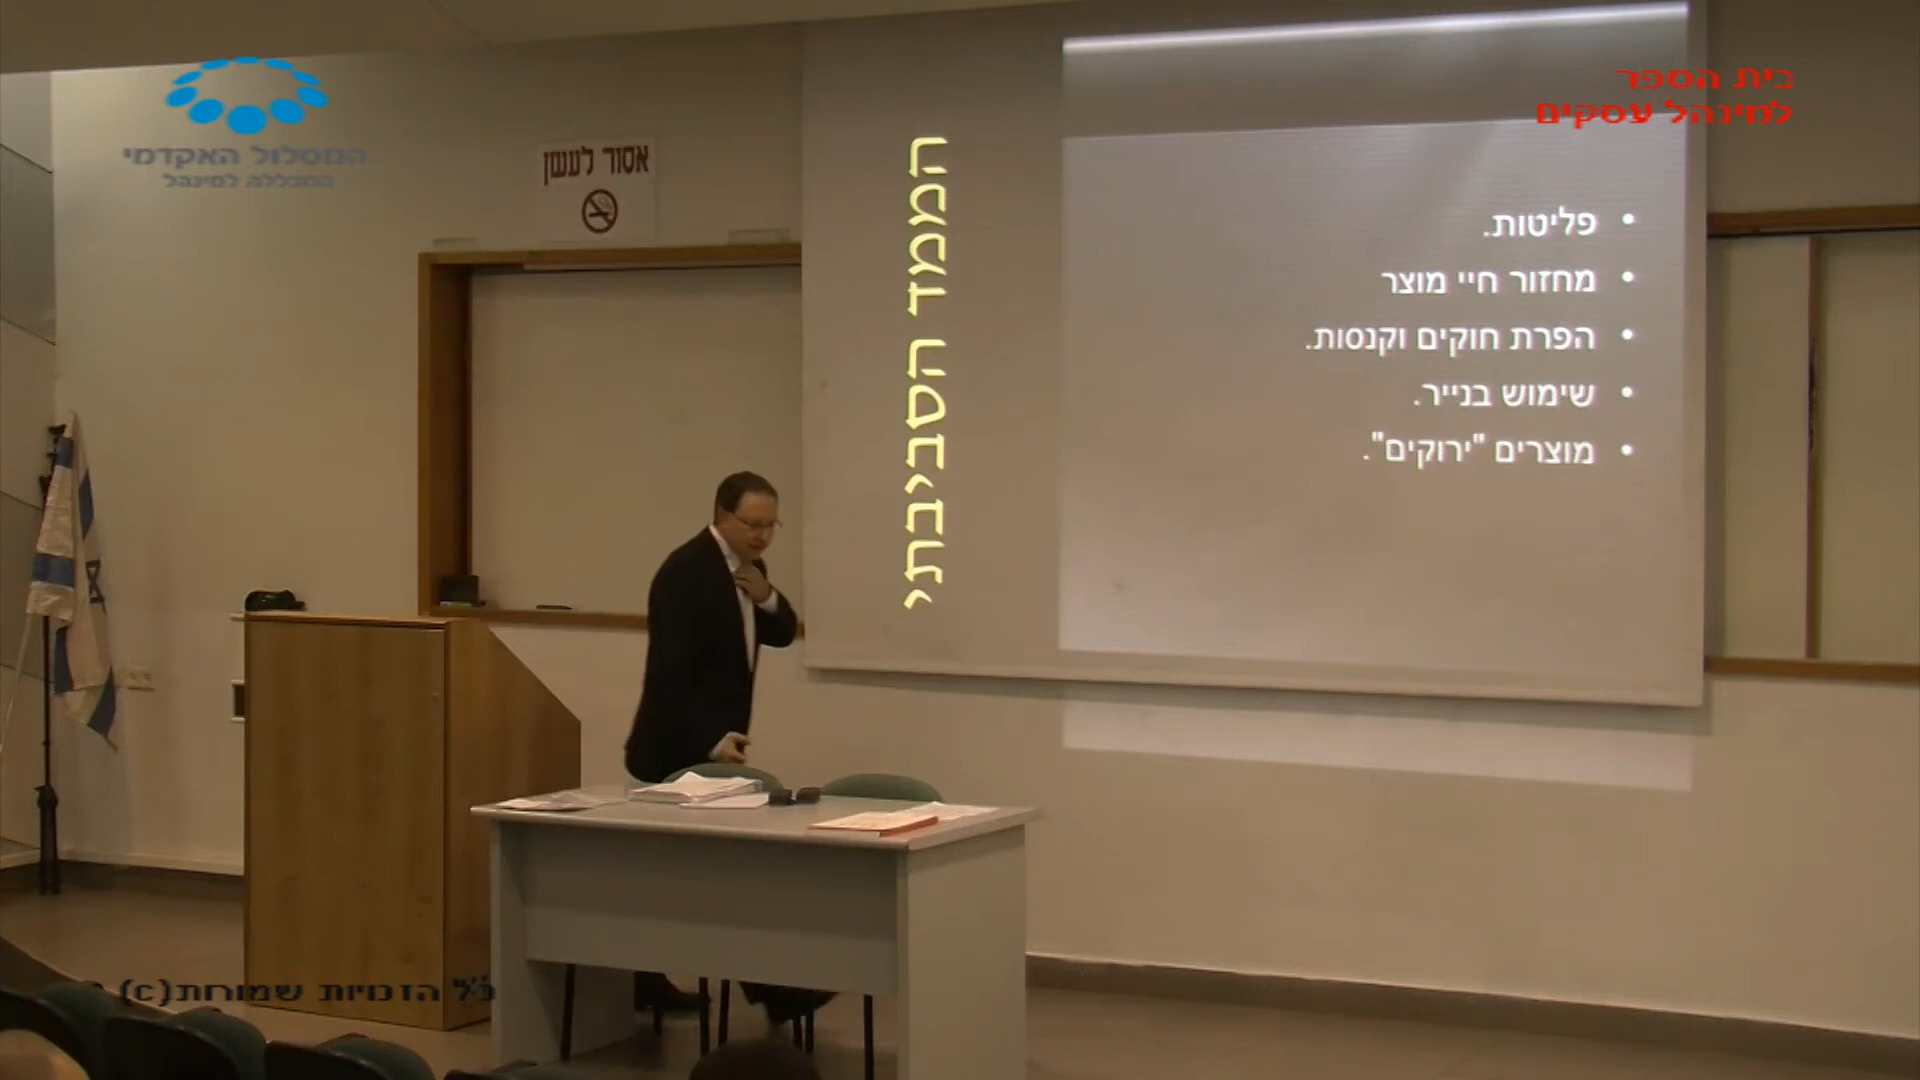 בית הספר
למינהל עסקים
המסלול האקדמי
המכללה למינהל
אסור לעשן
הממד הסביבתי
• פליטות.
• מחזור חיי מוצר
• הפרת חוקים וקנסות.
• שימוש בנייר.
• מוצרים "ירוקים".
כל הזכויות שמורות(c)